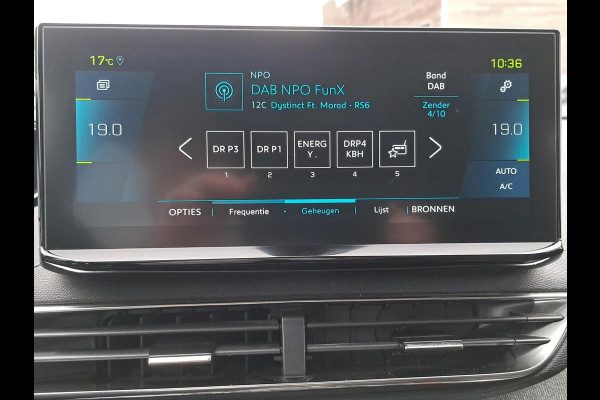 17°C
10:36
NPO
DAB NPO FunX
12C Dystinct Ft. Morad - RS6
Band
DAB
Zender
4/10
19.0
19.0
DR P3
DR P1
ENERG
Y .
DRP4
KBH
1
2
3
4
5
AUTO
A/C
OPTIES
Frequentie
Geheugen
Lijst
BRONNEN